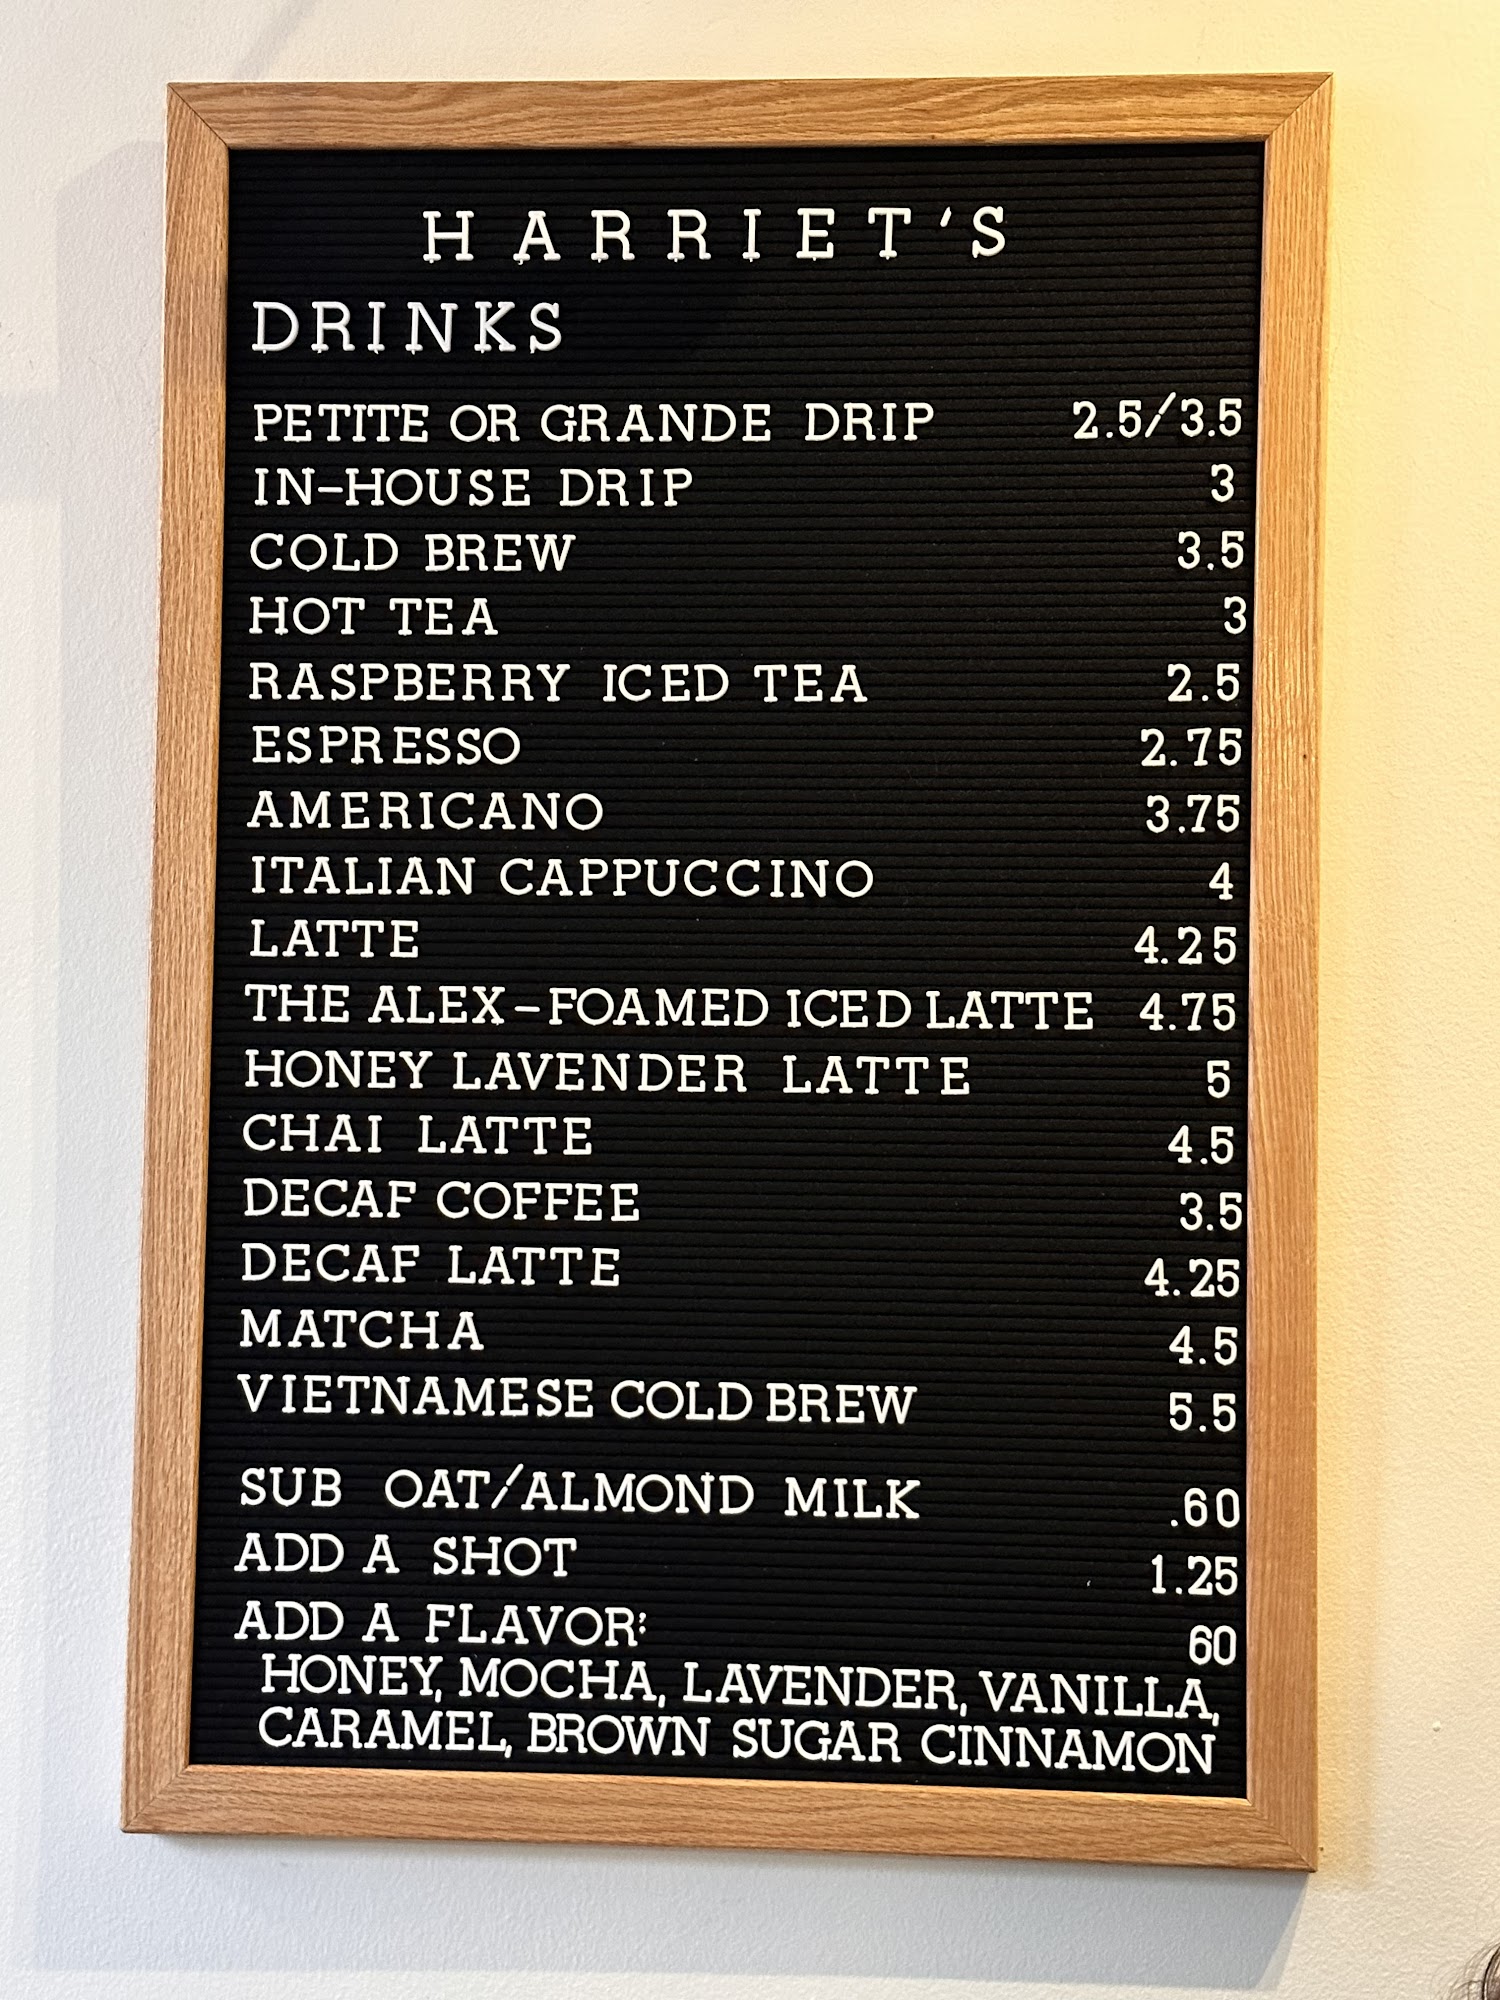 HARRIET'S
DRINKS
PETITE OR GRANDE DRIP 2.5/3.5
IN-HOUSE DRIP 3
COLD BREW 3.5
HOT TEA 3
RASPBERRY ICED TEA 2.5
ESPRESSO 2.75
AMERICANO 3.75
ITALIAN CAPPUCCINO 4
LATTE 4.25
THE ALEX-FOAMED ICED LATTE 4.75
HONEY LAVENDER LATTE 5
CHAI LATTE 4.5
DECAF COFFEE 3.5
DECAF LATTE 4.25
MATCHA 4.5
VIETNAMESE COLD BREW 5.5
SUB OAT/ALMOND MILK .60
ADD A SHOT 1.25
ADD A FLAVOR: 60
HONEY, MOCHA, LAVENDER, VANILLA,
CARAMEL, BROWN SUGAR CINNAMON